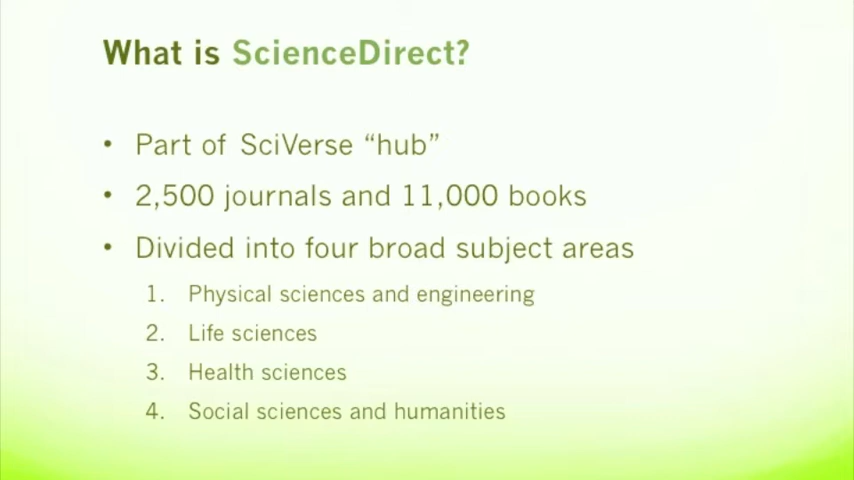 What is ScienceDirect?
• Part of SciVerse “hub”
• 2,500 journals and 11,000 books
• Divided into four broad subject areas
1. Physical sciences and engineering
2. Life sciences
3. Health sciences
4. Social sciences and humanities